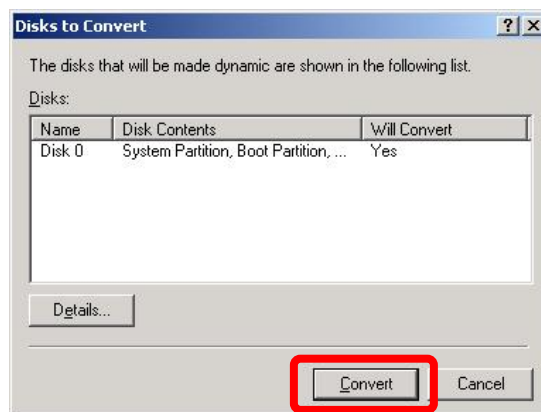 Disks to Convert
The disks that will be made dynamic are shown in the following list.
Disks:
Name Disk Contents Will Convert
Disk 0 System Partition, Boot Partition, ... Yes
Details...
Convert Cancel